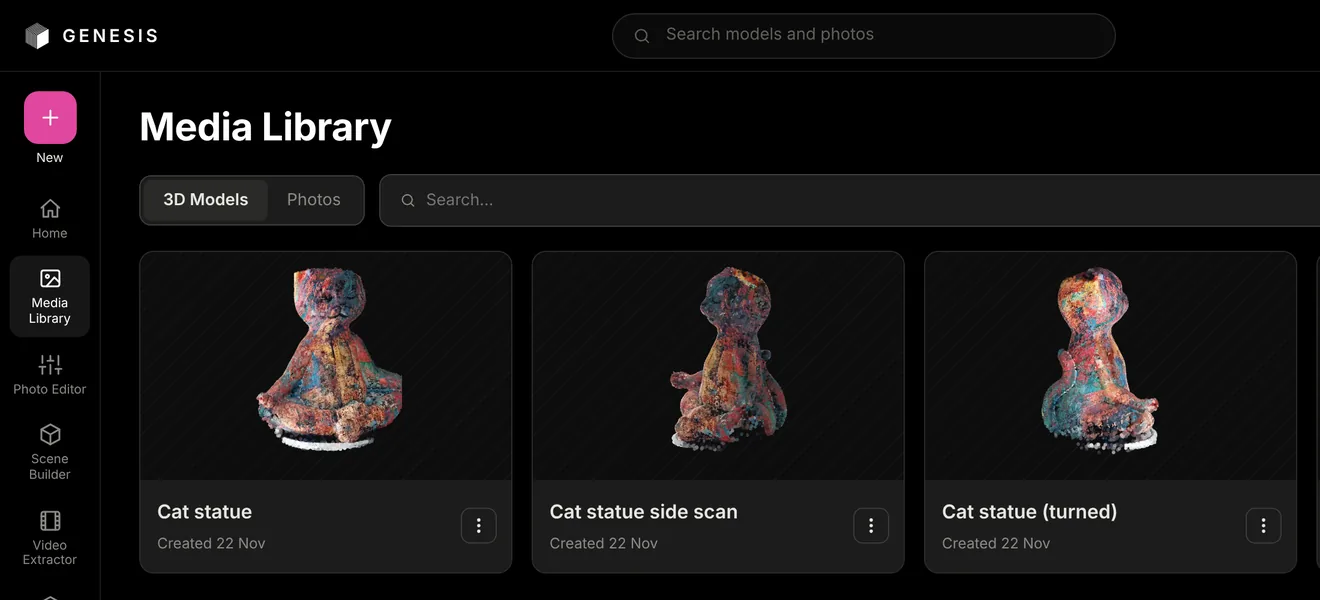 GENESIS
Search models and photos
New
Home
Media
Library
Photo Editor
Scene
Builder
Video
Extractor
Media Library
3D Models
Photos
Search...
Cat statue
Created 22 Nov
Cat statue side scan
Created 22 Nov
Cat statue (turned)
Created 22 Nov